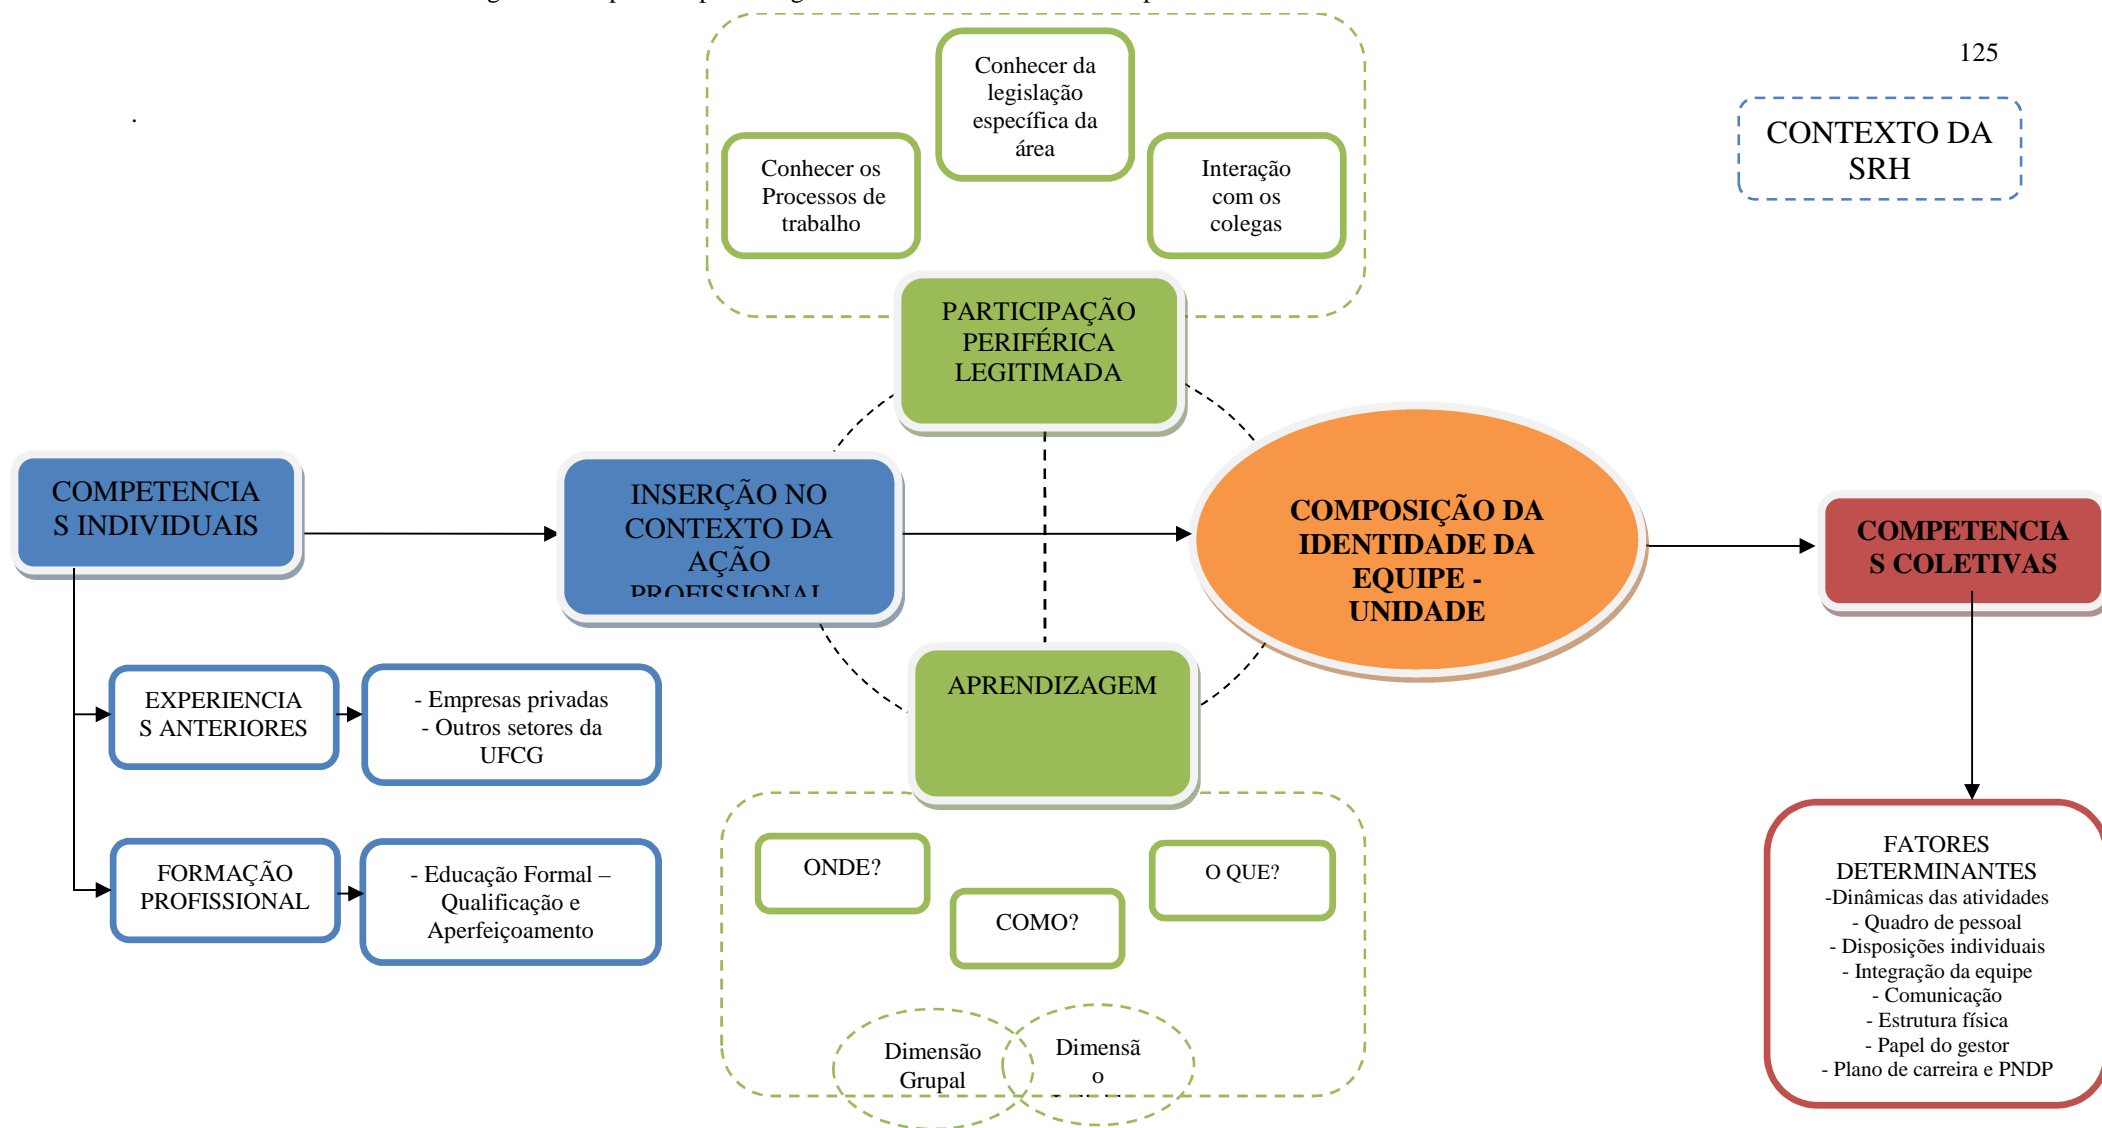 125
CONTEXTO DA
SRH
.
Conhecer da
legislação
específica da
área
Conhecer os
Processos de
trabalho
Interação
com os
colegas
PARTICIPAÇÃO
PERIFÉRICA
LEGITIMADA
COMPETENCIA
S INDIVIDUAIS
INSERÇÃO NO
CONTEXTO DA
AÇÃO
PROFISSIONAL
COMPOSIÇÃO DA
IDENTIDADE DA
EQUIPE -
UNIDADE
COMPETENCIA
S COLETIVAS
APRENDIZAGEM
EXPERIENCIA
S ANTERIORES
- Empresas privadas
- Outros setores da
UFCG
FORMAÇÃO
PROFISSIONAL
- Educação Formal –
Qualificação e
Aperfeiçoamento
ONDE?
COMO?
O QUE?
Dimensão
Grupal
Dimensã
o
FATORES
DETERMINANTES
-Dinâmicas das atividades
- Quadro de pessoal
- Disposições individuais
- Integração da equipe
- Comunicação
- Estrutura física
- Papel do gestor
- Plano de carreira e PNDP